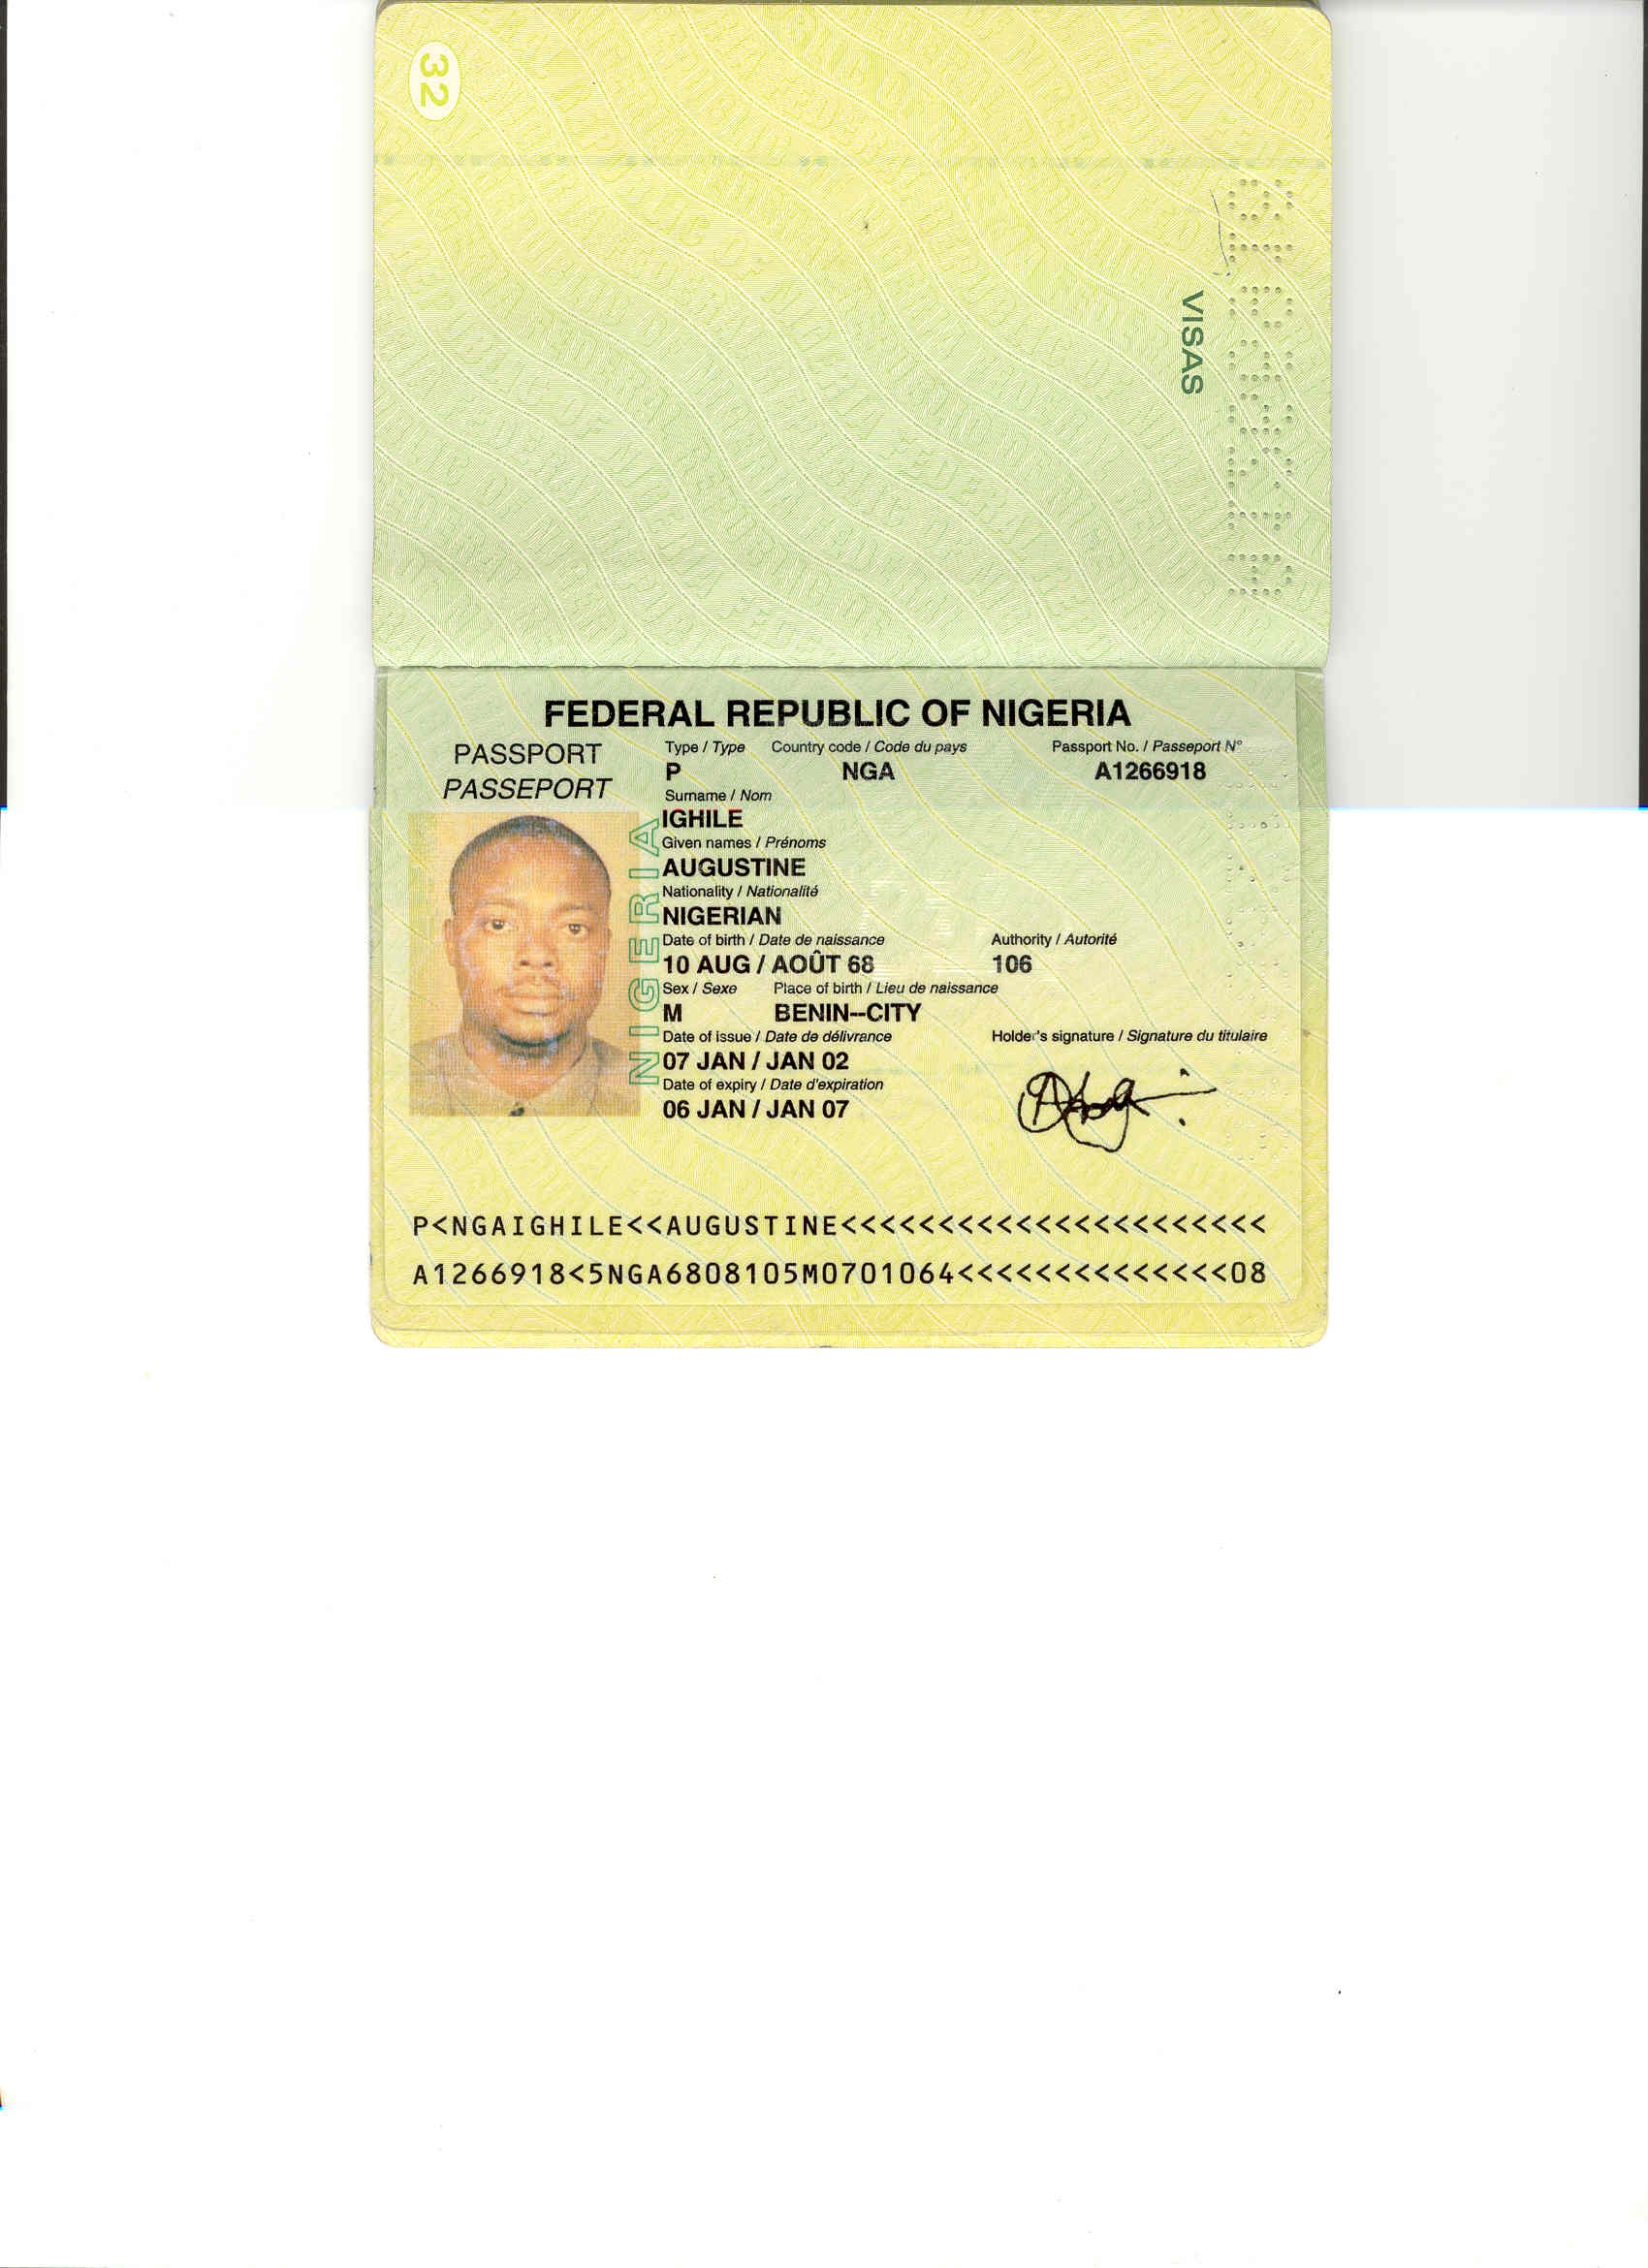 32
VISAS
FEDERAL REPUBLIC OF NIGERIA
PASSPORT
PASSEPORT
Type / Type Country code / Code du pays Passport No. / Passeport N°
P NGA A1266918
Surname / Nom
IGHILE
Given names / Prénoms
AUGUSTINE
Nationality / Nationalité
NIGERIAN
Date of birth / Date de naissance Authority / Autorité
10 AUG / AOÛT 68 106
Sex / Sexe Place of birth / Lieu de naissance
M BENIN--CITY
Date of issue / Date de délivrance Holder's signature / Signature du titulaire
07 JAN / JAN 02
Date of expiry / Date d'expiration
06 JAN / JAN 07
NIGERIA
P<NGAIGHILE<<AUGUSTINE<<<<<<<<<<<<<<<<<<<<<<
A1266918<5NGA6808105M0701064<<<<<<<<<<<<<<08